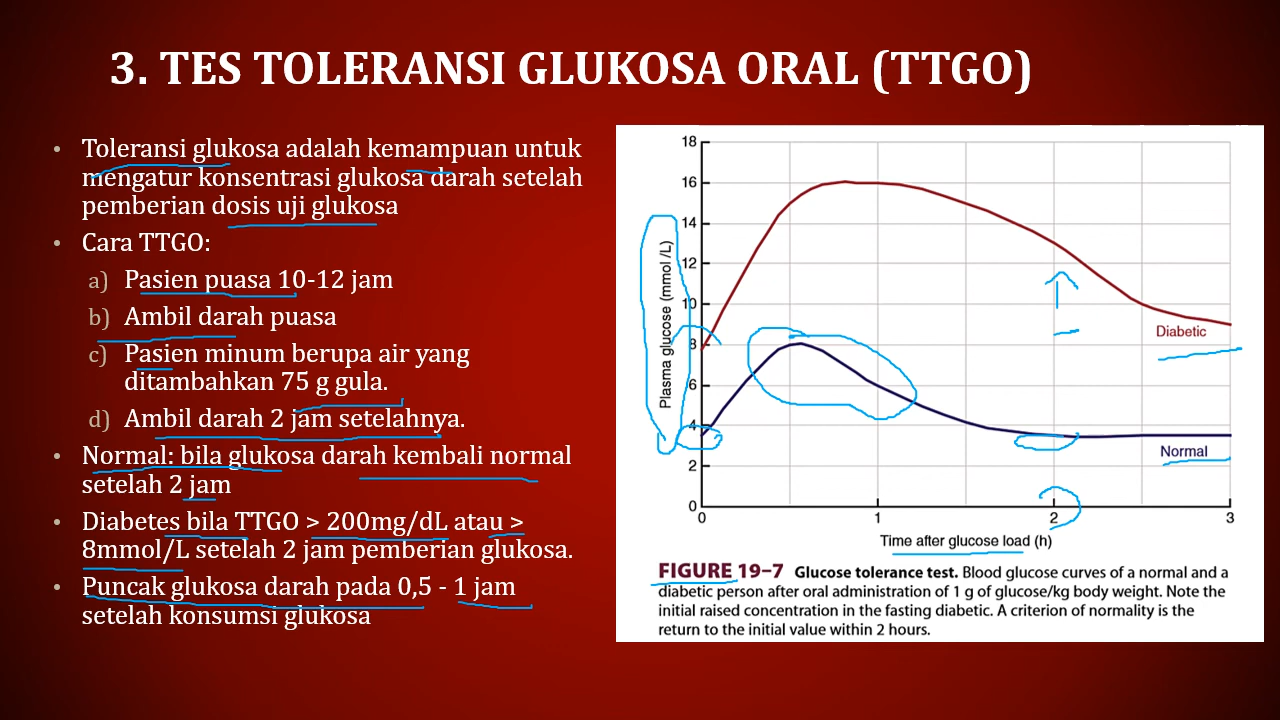 3. TES TOLERANSI GLUKOSA ORAL (TTGO)
• Toleransi glukosa adalah kemampuan untuk
mengatur konsentrasi glukosa darah setelah
pemberian dosis uji glukosa
• Cara TTGO:
a) Pasien puasa 10-12 jam
b) Ambil darah puasa
c) Pasien minum berupa air yang
ditambahkan 75 g gula.
d) Ambil darah 2 jam setelahnya.
• Normal: bila glukosa darah kembali normal
setelah 2 jam
• Diabetes bila TTGO > 200mg/dL atau >
8mmol/L setelah 2 jam pemberian glukosa.
• Puncak glukosa darah pada 0,5 - 1 jam
setelah konsumsi glukosa
Plasma glucose (mmol /L)
18
16
14
12
10
8
6
4
2
0
0 1 2 3
Diabetic
Normal
Time after glucose load (h)
FIGURE 19–7 Glucose tolerance test. Blood glucose curves of a normal and a
diabetic person after oral administration of 1 g of glucose/kg body weight. Note the
initial raised concentration in the fasting diabetic. A criterion of normality is the
return to the initial value within 2 hours.